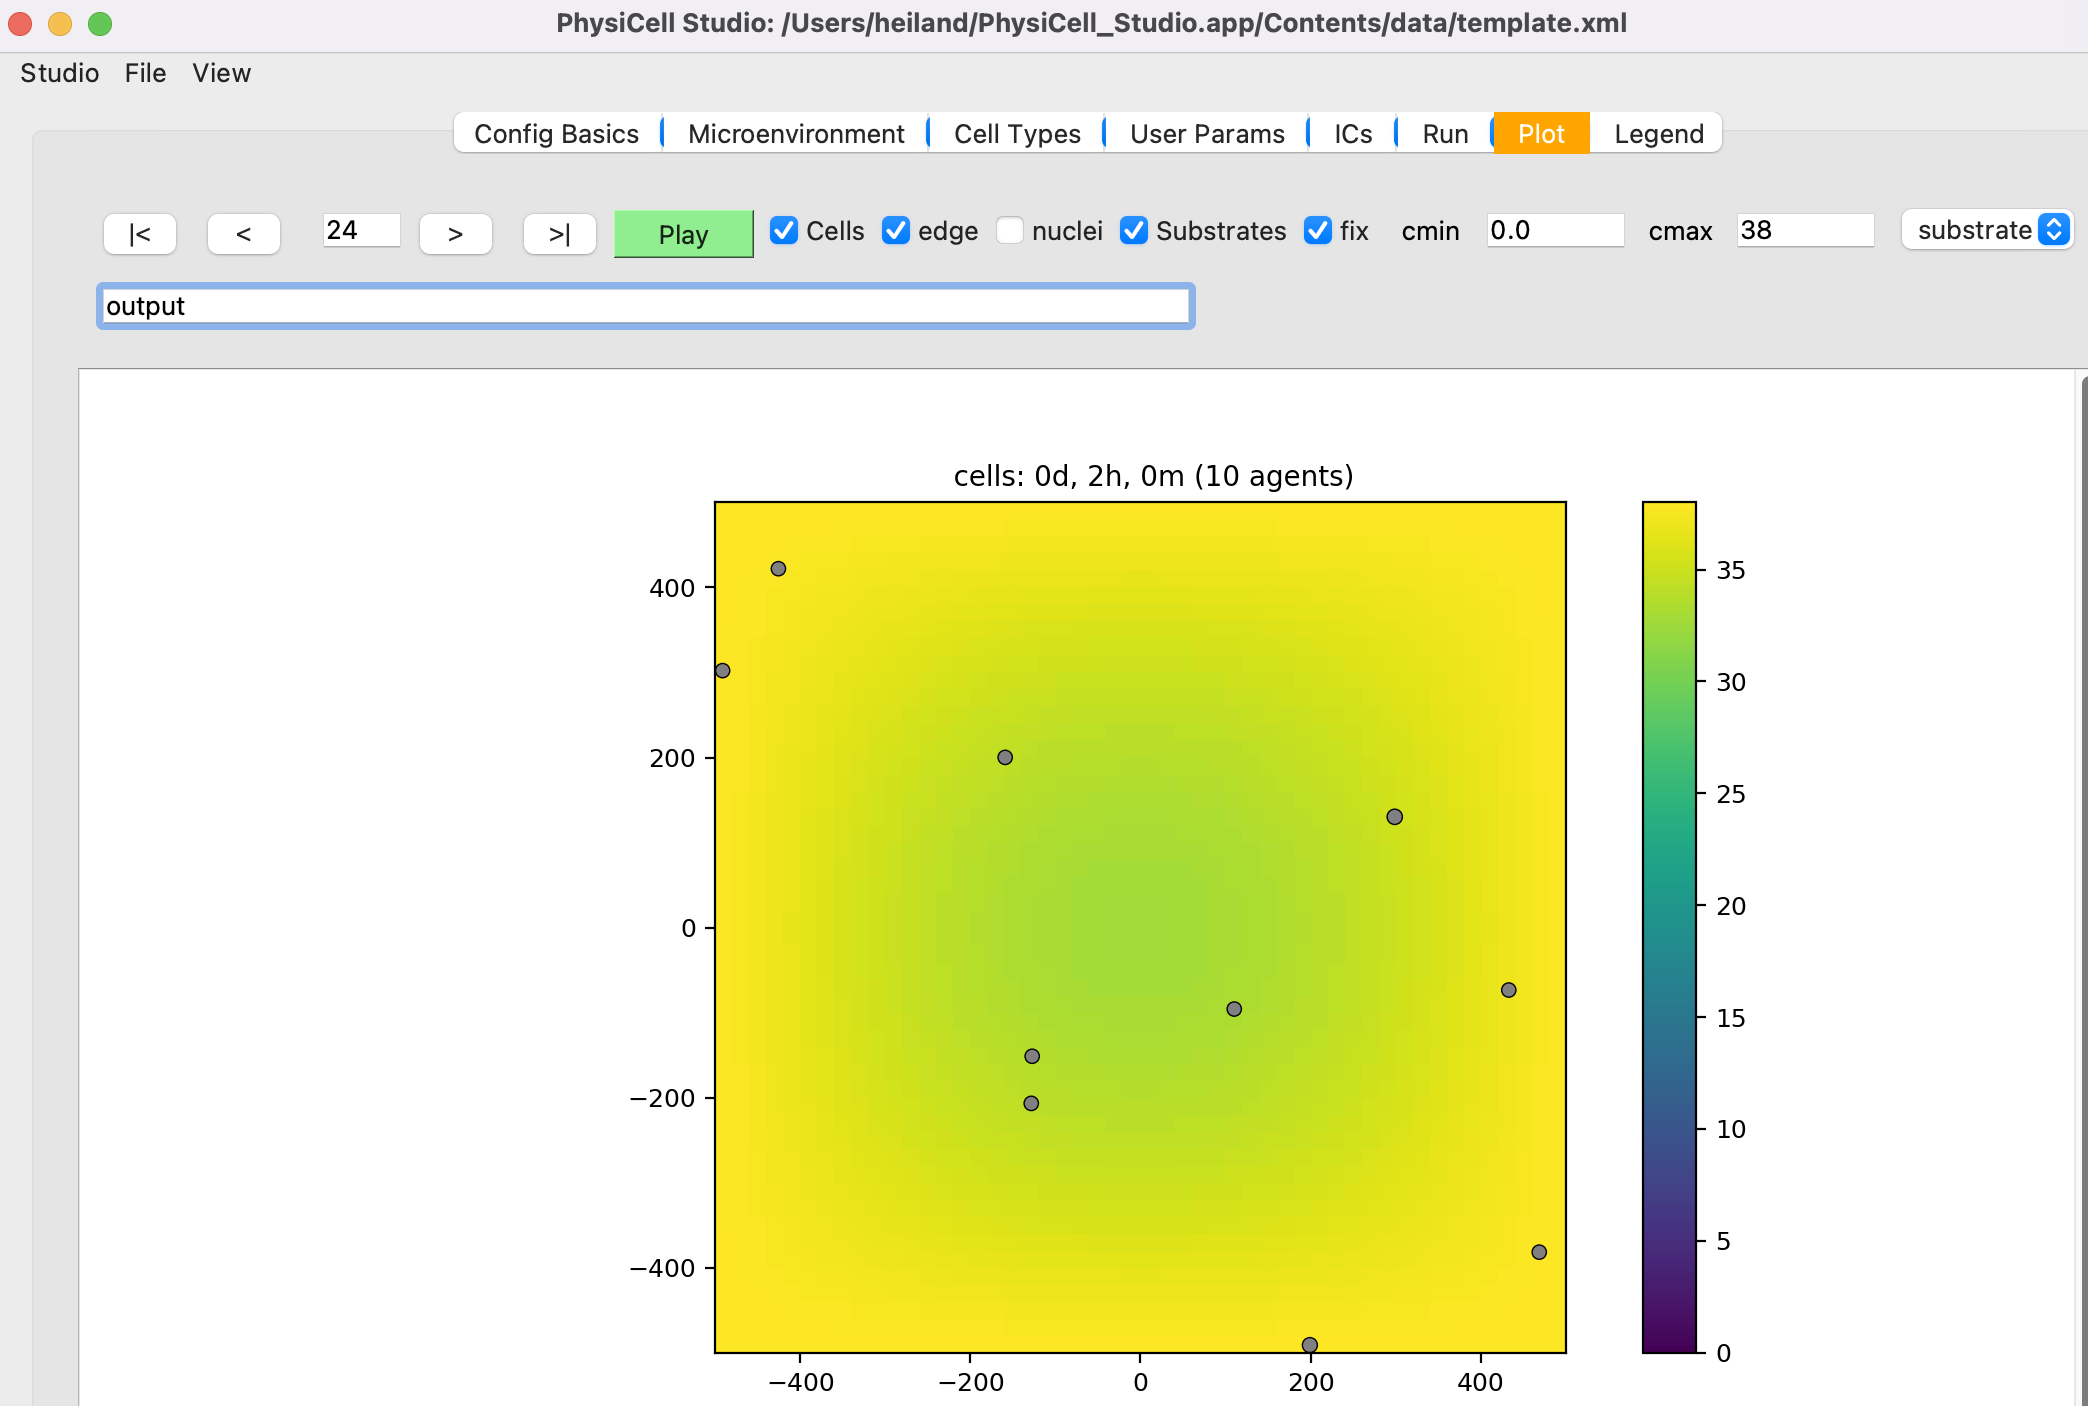 PhysiCell Studio: /Users/heiland/PhysiCell_Studio.app/Contents/data/template.xml
Studio File View
Config Basics Microenvironment Cell Types User Params ICs Run Plot Legend
|< < 24 > >| Play Cells edge nuclei Substrates fix cmin 0.0 cmax 38 substrate
output
cells: 0d, 2h, 0m (10 agents)
400
200
0
−200
−400
−400 −200 0 200 400
35
30
25
20
15
10
5
0